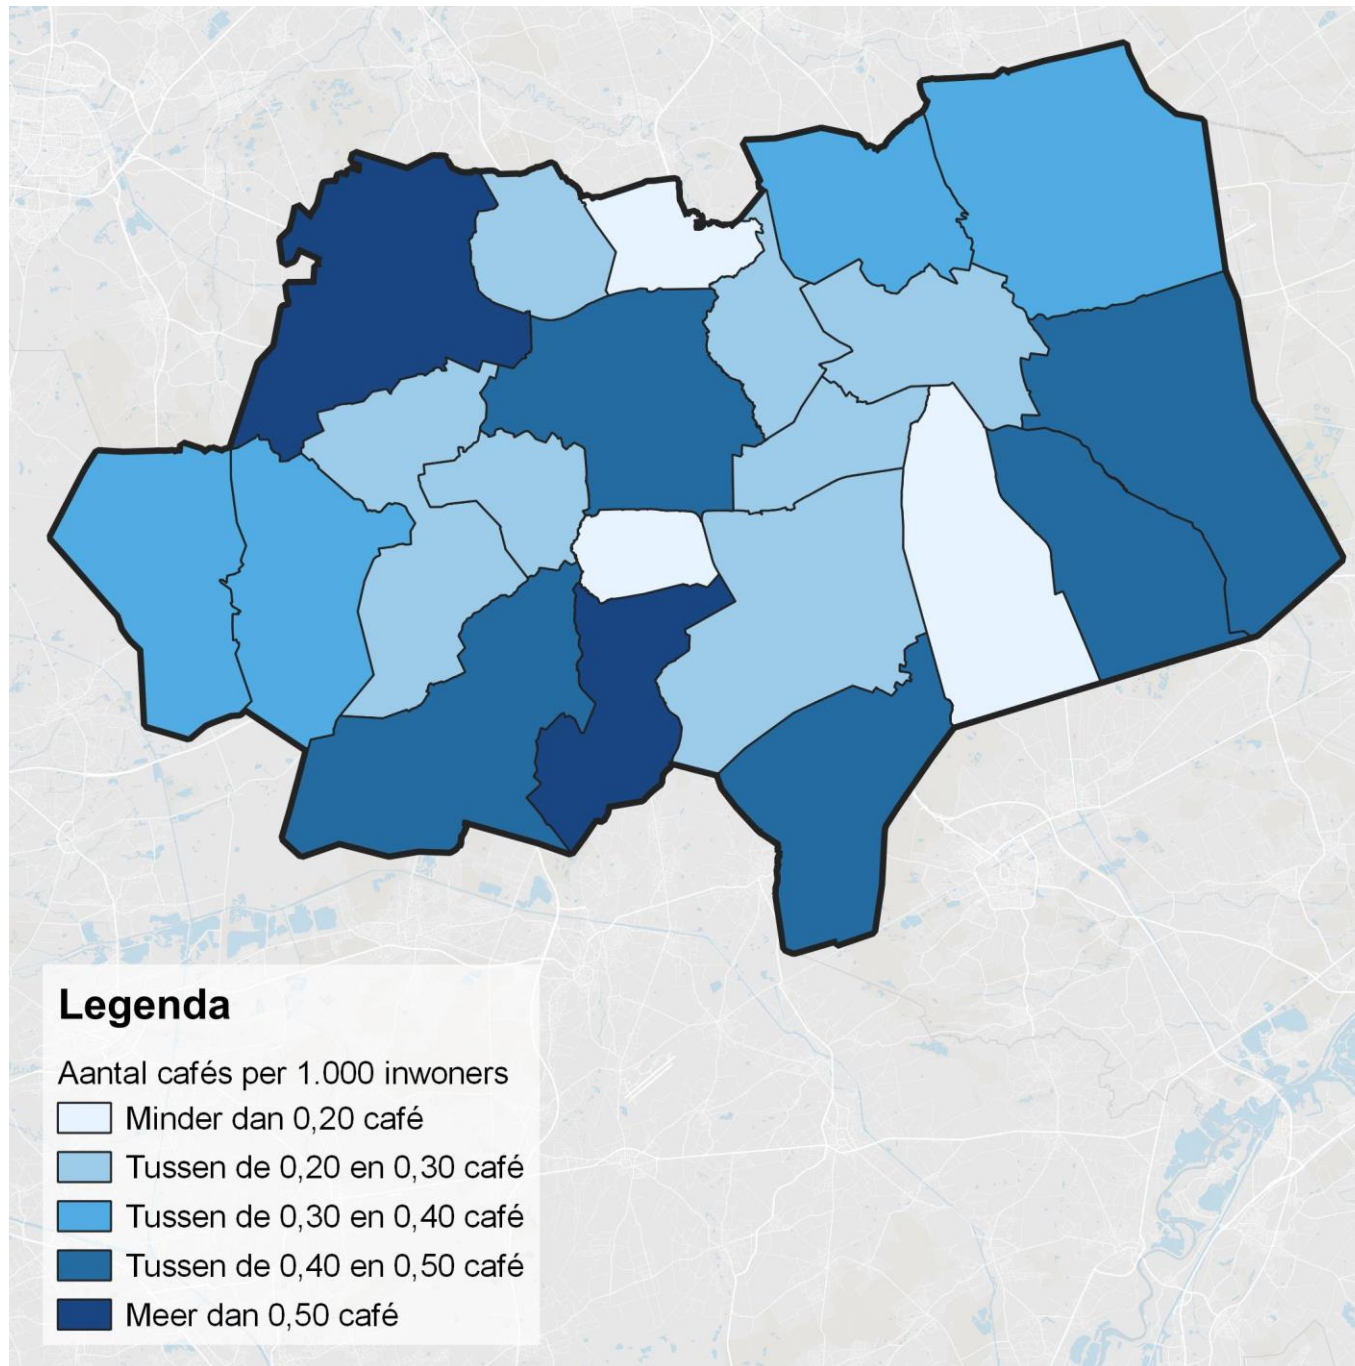 Legenda
Aantal cafés per 1.000 inwoners
Minder dan 0,20 café
Tussen de 0,20 en 0,30 café
Tussen de 0,30 en 0,40 café
Tussen de 0,40 en 0,50 café
Meer dan 0,50 café